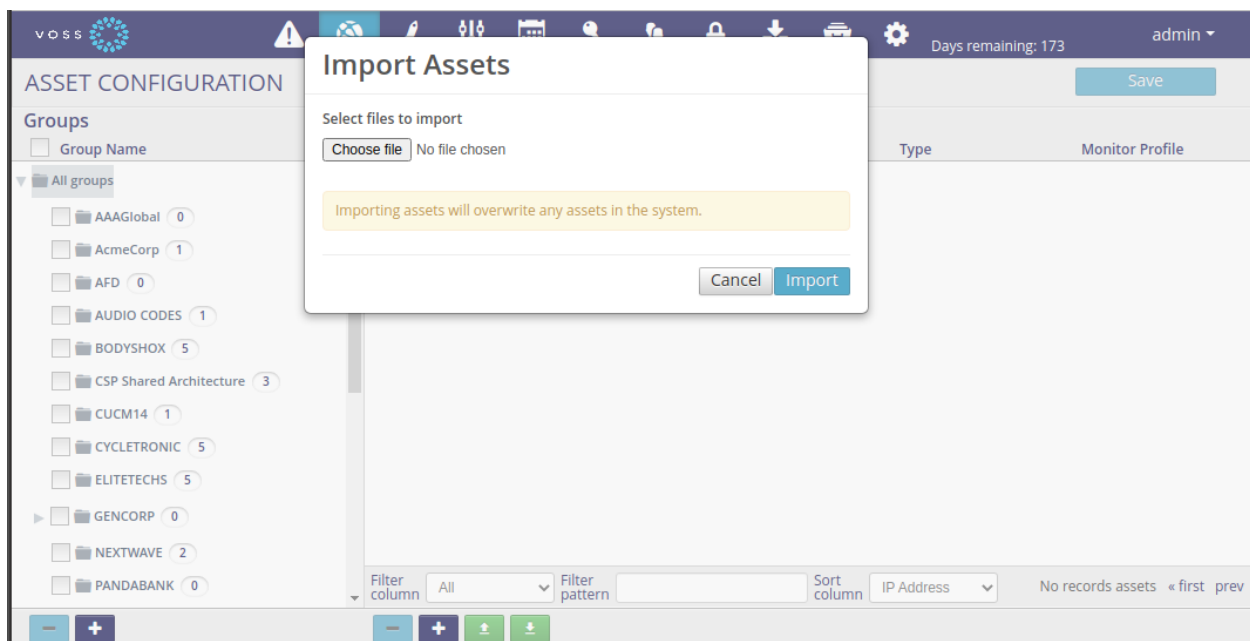 voss
Days remaining: 173
admin
ASSET CONFIGURATION
Save
Import Assets
Select files to import
Choose file No file chosen
Importing assets will overwrite any assets in the system.
Cancel Import
Groups
Group Name
Type
Monitor Profile
All groups
AAAGlobal 0
AcmeCorp 1
AFD 0
AUDIO CODES 1
BODYSHOX 5
CSP Shared Architecture 3
CUCM14 1
CYCLETRONIC 5
ELITETECHS 5
GENCORP 0
NEXTWAVE 2
PANDABANK 0
Filter column All
Filter pattern
Sort column IP Address
No records assets « first prev